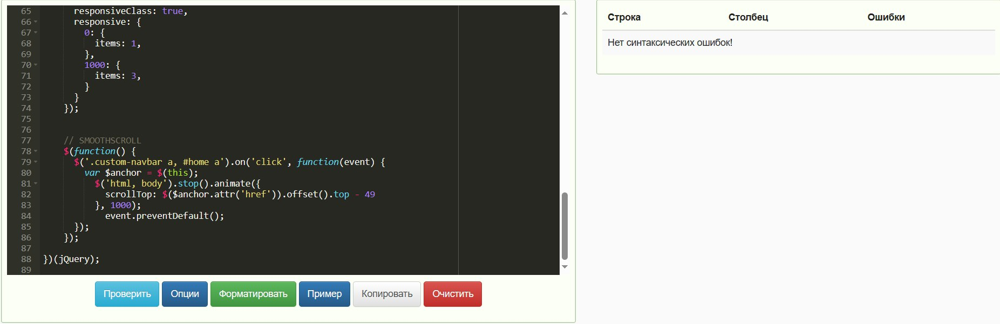 65 responsiveClass: true,
66 responsive: {
67 0: {
68 items: 1,
69 },
70 1000: {
71 items: 3,
72 }
73 }
74 });
75
76
77 // SMOOTHSCROLL
78 $(function() {
79 $('.custom-navbar a, #home a').on('click', function(event) {
80 var $anchor = $(this);
81 $('html, body').stop().animate({
82 scrollTop: $($anchor.attr('href')).offset().top - 49
83 }, 1000);
84 event.preventDefault();
85 });
86 });
87
88 })(jQuery);
89
Проверить Опции Форматировать Пример Копировать Очистить
Строка Столбец Ошибки
Нет синтаксических ошибок!